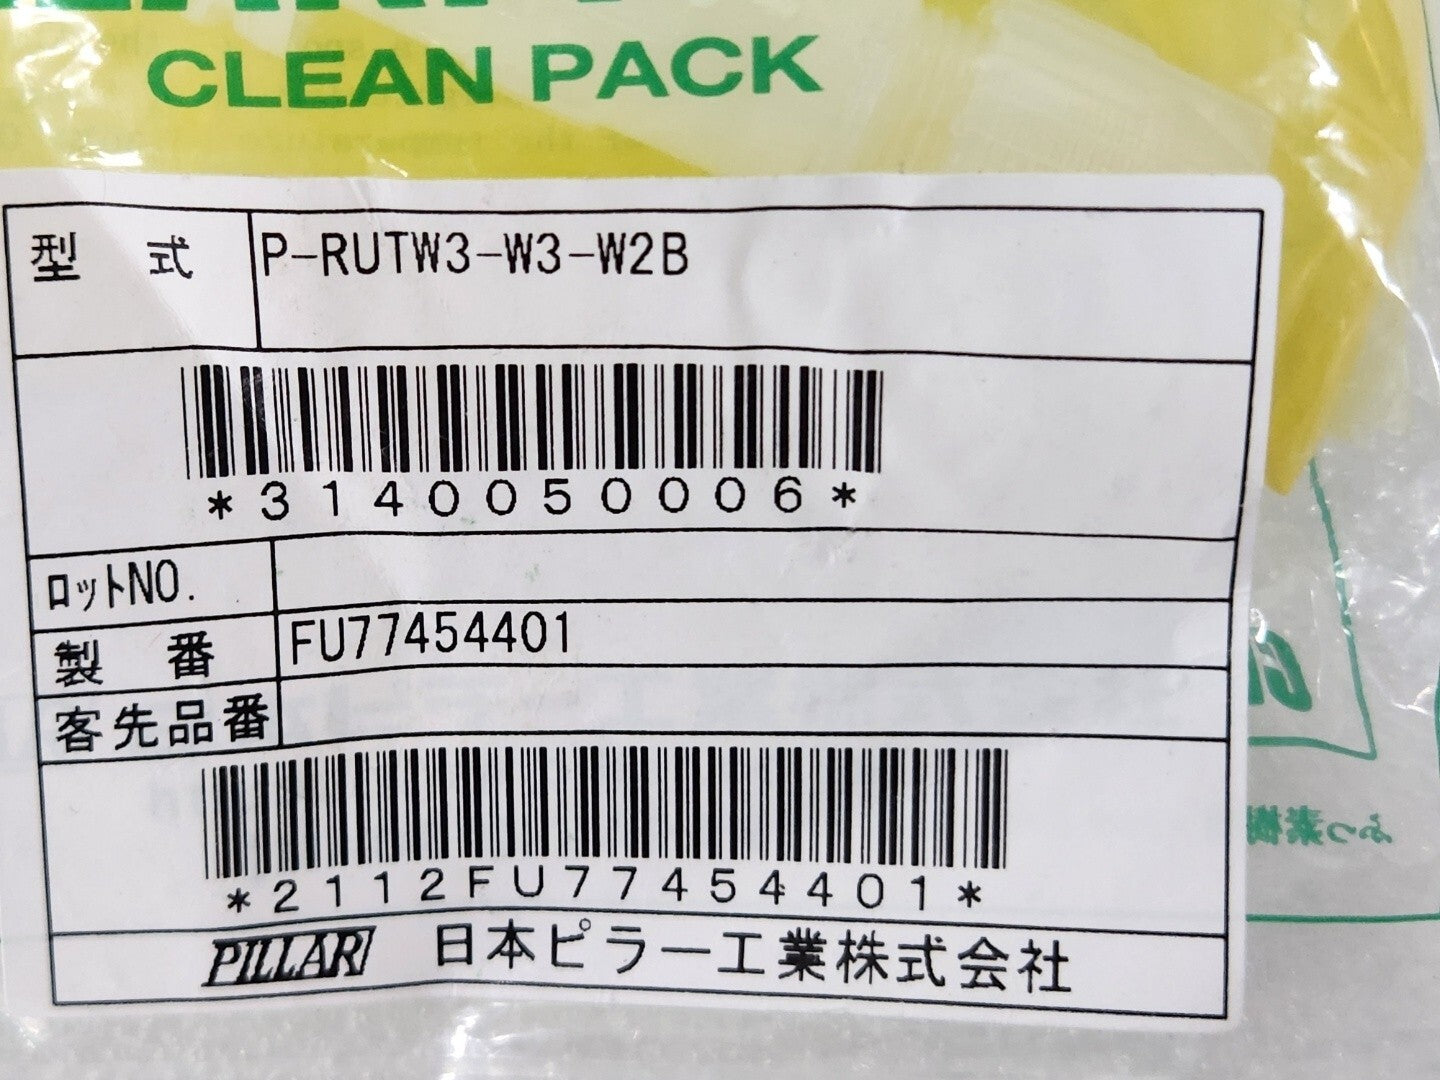 CLEAN PACK
型 式 P-RUTW3-W3-W2B
*3140050006*
ロットNO.
製 番 FU77454401
客先品番
*2112FU77454401*
PILLAR 日本ピラー工業株式会社